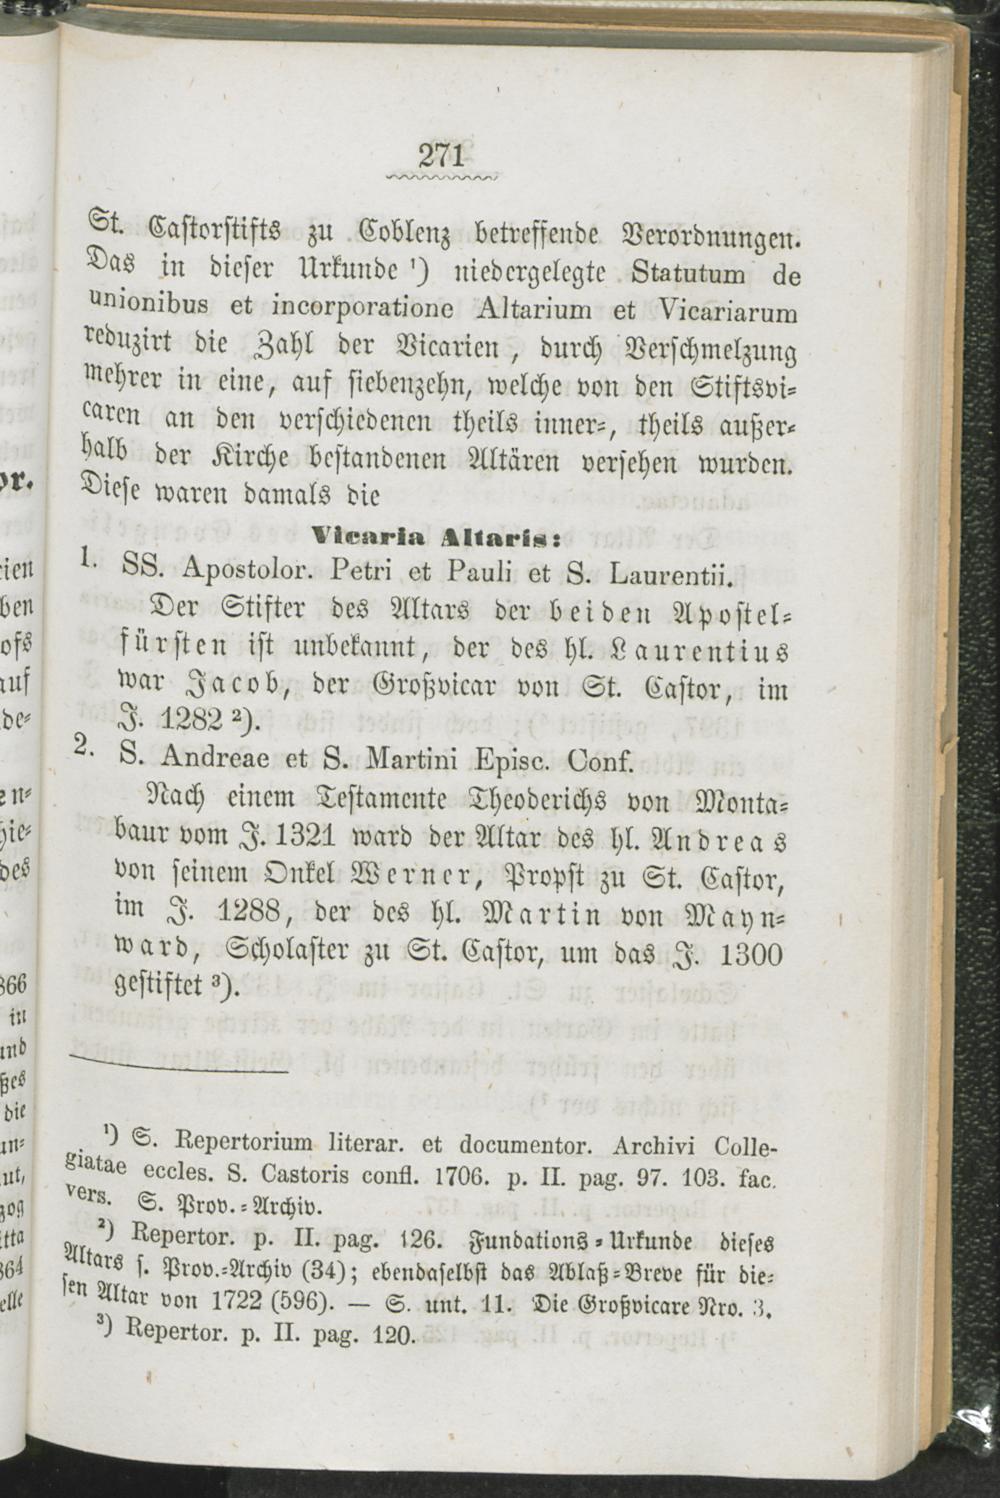 271
St. Castorstifts zu Coblenz betreffende Verordnungen.
Das in dieser Urkunde ¹) niedergelegte Statutum de
unionibus et incorporatione Altarium et Vicariarum
reduzirt die Zahl der Vicarien, durch Verschmelzung
mehrer in eine, auf siebenzehn, welche von den Stiftsvi-
caren an den verschiedenen theils inner-, theils außer-
halb der Kirche bestandenen Altären versehen wurden.
Diese waren damals die
Vicaria Altaris:
1. SS. Apostolor. Petri et Pauli et S. Laurentii.
Der Stifter des Altars der beiden Apostel-
fürsten ist unbekannt, der des hl. Laurentius
war Jacob, der Großvicar von St. Castor, im
J. 1282 ²).
2. S. Andreae et S. Martini Episc. Conf.
Nach einem Testamente Theoderichs von Monta-
baur vom J. 1321 ward der Altar des hl. Andreas
von seinem Onkel Werner, Propst zu St. Castor,
im J. 1288, der des hl. Martin von Mayn-
ward, Scholaster zu St. Castor, um das J. 1300
gestiftet ³).
¹) S. Repertorium literar. et documentor. Archivi Colle-
giatae eccles. S. Castoris confl. 1706. p. II. pag. 97. 103. fac.
vers. S. Prov.-Archiv.
²) Repertor. p. II. pag. 126. Fundations-Urkunde dieses
Altars s. Prov.-Archiv (34); ebendaselbst das Ablaß-Breve für die-
sen Altar von 1722 (596). — S. unt. 11. Die Großvicare Nro. 3.
³) Repertor. p. II. pag. 120.